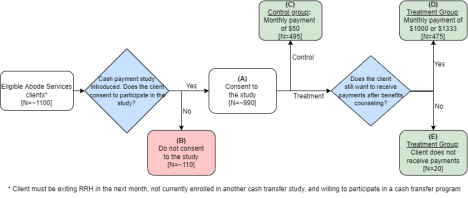 Eligible Abode Services
clients*
[N=~1100]
Cash payment study
introduced. Does the client
consent to participate in the
study?
Yes
No
(A)
Consent to
the study
[N=~990]
(B)
Do not consent
to the study
[N=~110]
Control
Treatment
(C)
Control group:
Monthly payment
of $50
[N=495]
Does the client
still want to receive
payments after benefits
counseling?
Yes
No
(D)
Treatment Group:
Monthly payment of
$1000 or $1333
[N=475]
(E)
Treatment Group:
Client does not
receive payments
[N=20]
* Client must be exiting RRH in the next month, not currently enrolled in another cash transfer study, and willing to participate in a cash transfer program